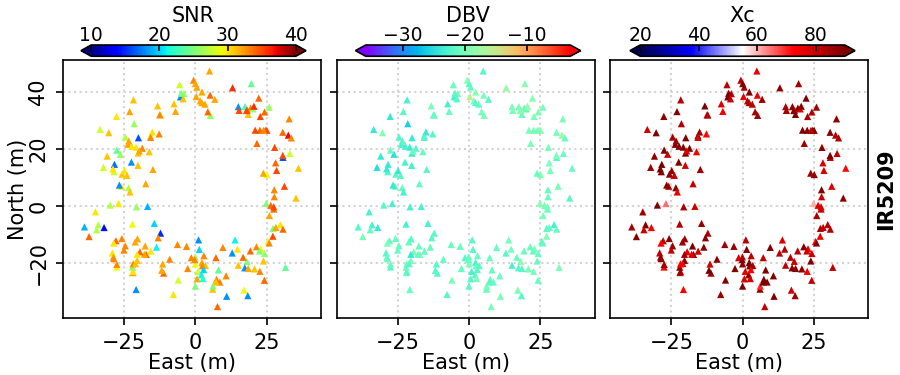 SNR DBV Xc
10 20 30 40 −30 −20 −10 20 40 60 80
40
20
0
−20
North (m)
IR5209
−25 0 25 −25 0 25 −25 0 25
East (m) East (m) East (m)